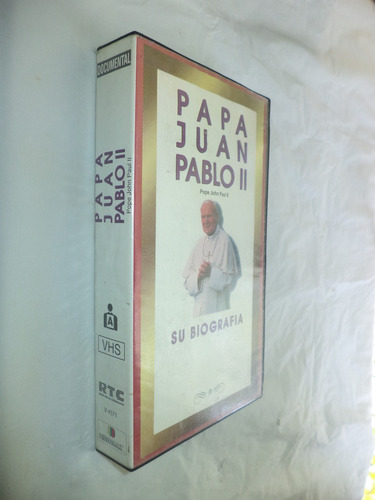 DOCUMENTAL
PAPA
JUAN
PABLO II
Pope John Paul II
A
VHS
RTC
PAPA
JUAN
PABLO II
Pope John Paul II
SU BIOGRAFIA